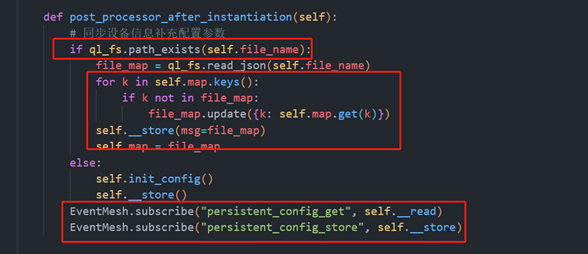 def post_processor_after_instantiation(self):
# 同步设备信息补充配置参数
if ql_fs.path_exists(self.file_name):
file_map = ql_fs.read_json(self.file_name)
for k in self.map.keys():
if k not in file_map:
file_map.update({k: self.map.get(k)})
self.__store(msg=file_map)
self.map = file_map
else:
self.init_config()
self.__store()
EventMesh.subscribe("persistent_config_get", self.__read)
EventMesh.subscribe("persistent_config_store", self.__store)